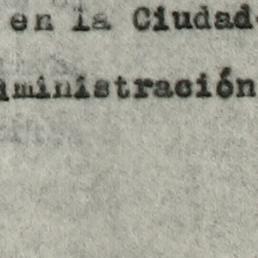 en la Ciudad-
ministración